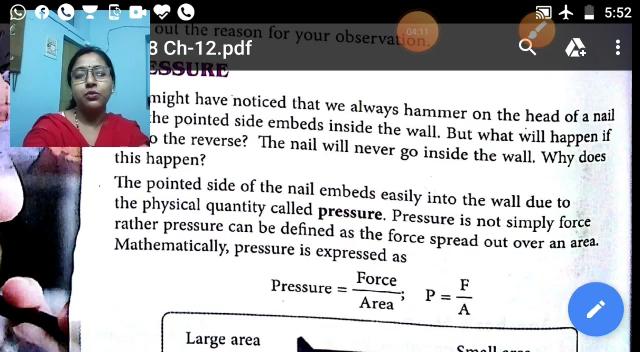 5:52
out the reason for your observation.
04:11
8 Ch-12.pdf
ESSURE
might have noticed that we always hammer on the head of a nail
the pointed side embeds inside the wall. But what will happen if
o the reverse? The nail will never go inside the wall. Why does
this happen?
The pointed side of the nail embeds easily into the wall due to
the physical quantity called pressure. Pressure is not simply force
rather pressure can be defined as the force spread out over an area.
Mathematically, pressure is expressed as
Pressure = Force / Area ; P = F / A
Large area
Small